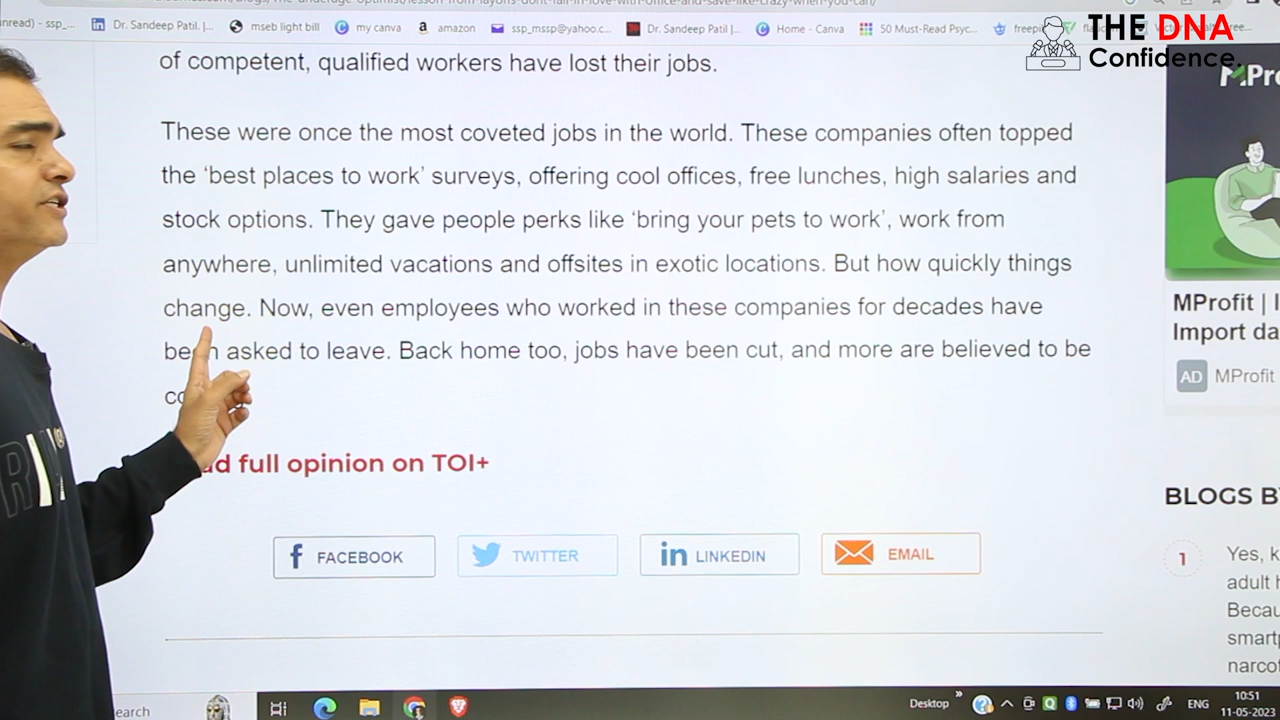 THE DNA
Confidence.
Dr. Sandeep Patil. |...
mseb light bill
my canva
amazon
ssp_mssp@yahoo.c...
Dr. Sandeep Patil |...
Home - Canva
50 Must-Read Psyc...
of competent, qualified workers have lost their jobs.
These were once the most coveted jobs in the world. These companies often topped
the ‘best places to work’ surveys, offering cool offices, free lunches, high salaries and
stock options. They gave people perks like ‘bring your pets to work’, work from
anywhere, unlimited vacations and offsites in exotic locations. But how quickly things
change. Now, even employees who worked in these companies for decades have
asked to leave. Back home too, jobs have been cut, and more are believed to be
full opinion on TOI+
FACEBOOK
TWITTER
LINKEDIN
EMAIL
MProfit |
Import
AD MProfit
BLOGS
1
Yes,
adult
Desktop
ENG
10:51
11-05-2023